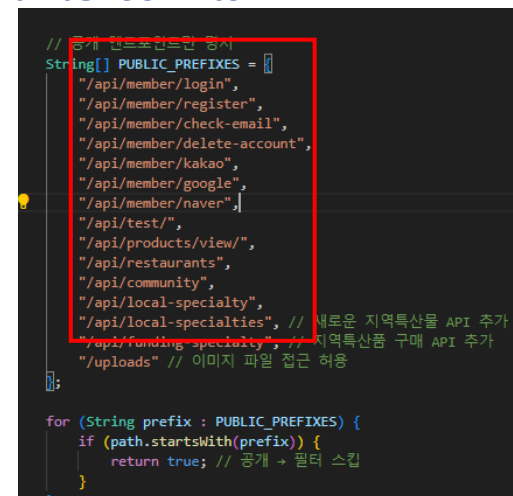 // 공개 엔드포인트만 명시
String[] PUBLIC_PREFIXES = {
"/api/member/login",
"/api/member/register",
"/api/member/check-email",
"/api/member/delete-account",
"/api/member/kakao",
"/api/member/google",
"/api/member/naver",
"/api/test/",
"/api/products/view/",
"/api/restaurants",
"/api/community",
"/api/local-specialty",
"/api/local-specialties", // 새로운 지역특산물 API 추가
"/api/funding-specialty", // 지역특산품 구매 API 추가
"/uploads" // 이미지 파일 접근 허용
};
for (String prefix : PUBLIC_PREFIXES) {
if (path.startsWith(prefix)) {
return true; // 공개 → 필터 스킵
}